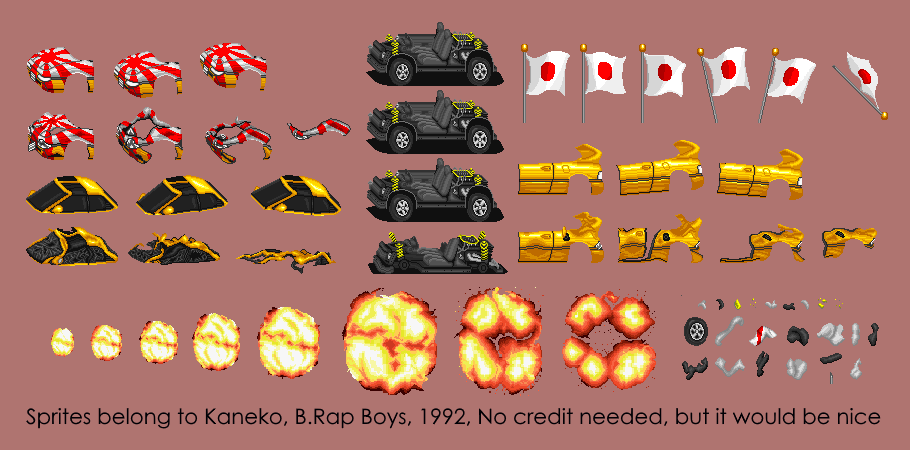 Sprites belong to Kaneko, B.Rap Boys, 1992, No credit needed, but it would be nice